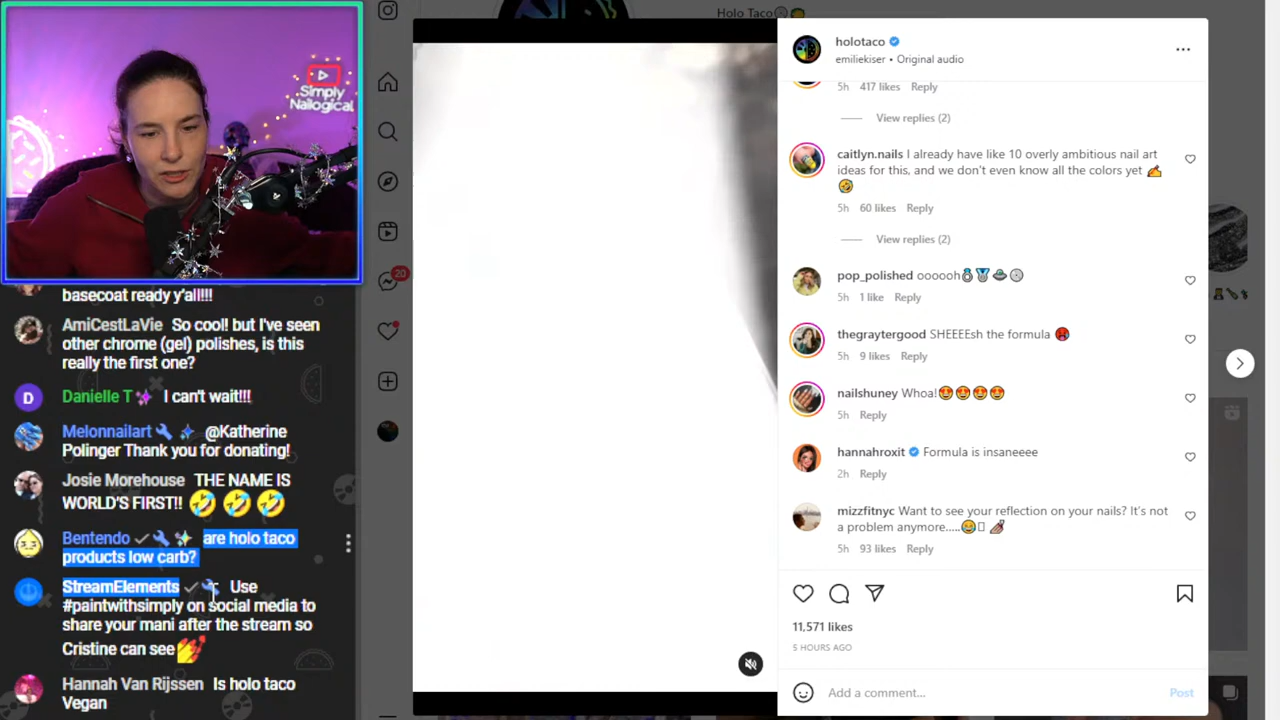 Simply
Nailogical
basecoat ready y'all!!!
AmiCestLaVie So cool! but I've seen
other chrome (gel) polishes, is this
really the first one?
D
Danielle T I can't wait!!!
Melonnailart @Katherine
Polinger Thank you for donating!
Josie Morehouse THE NAME IS
WORLD'S FIRST!! 🤣 🤣 🤣
Bentendo are holo taco
products low carb?
StreamElements Use
#paintwithsimply on social media to
share your mani after the stream so
Cristine can see 💅
Hannah Van Rijssen Is holo taco
Vegan
20
Holo Taco
holotaco
emiliekiser • Original audio
5h 417 likes Reply
View replies (2)
caitlyn.nails I already have like 10 overly ambitious nail art
ideas for this, and we don't even know all the colors yet ✍️
🤣
5h 60 likes Reply
View replies (2)
pop_polished oooooh💍🥈🛸💿
5h 1 like Reply
thegraytergood SHEEEEsh the formula 🥵
5h 9 likes Reply
nailshuney Whoa!😍😍😍😍
5h Reply
hannahroxit Formula is insaneeee
2h Reply
mizzfitnyc Want to see your reflection on your nails? It's not
a problem anymore.....😂 💅
5h 93 likes Reply
11,571 likes
5 HOURS AGO
Add a comment...
Post